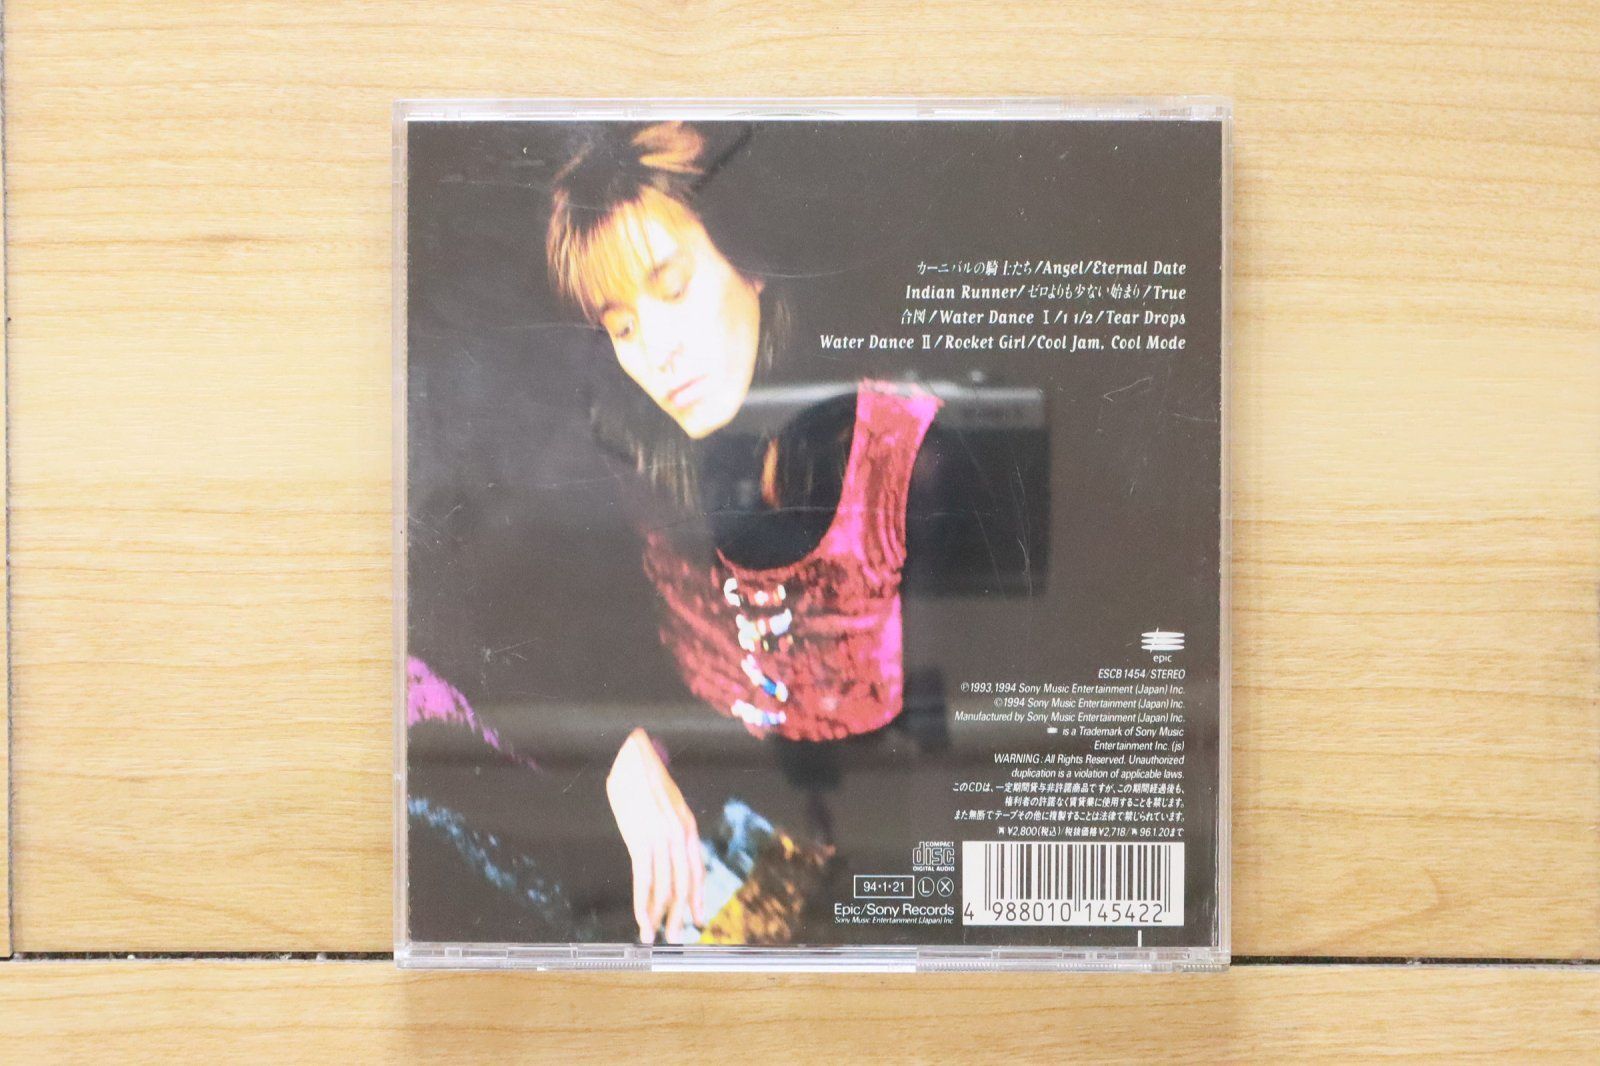 カーニバルの騎士たち/Angel/Eternal Date
Indian Runner/ゼロよりも少ない始まり/True
合図/Water Dance Ⅰ/1 1/2/Tear Drops
Water Dance Ⅱ/Rocket Girl/Cool Jam, Cool Mode
epic
ESCB 1454/STEREO
℗1993, 1994 Sony Music Entertainment (Japan) Inc.
©1994 Sony Music Entertainment (Japan) Inc.
Manufactured by Sony Music Entertainment (Japan) Inc.
is a Trademark of Sony Music
Entertainment Inc. (js)
WARNING: All Rights Reserved. Unauthorized
duplication is a violation of applicable laws.
このCDは、一定期間貸与非許諾商品ですが、この期間経過後も、
権利者の許諾なく賃貸業に使用することを禁じます。
また無断でテープその他に複製することは法律で禁じられています。
¥2,800(税込)/税抜価格¥2,718/ 96.1.20まで
COMPACT
disc
DIGITAL AUDIO
94・1・21 L X
Epic/Sony Records
Sony Music Entertainment (Japan) Inc.
4 988010 145422